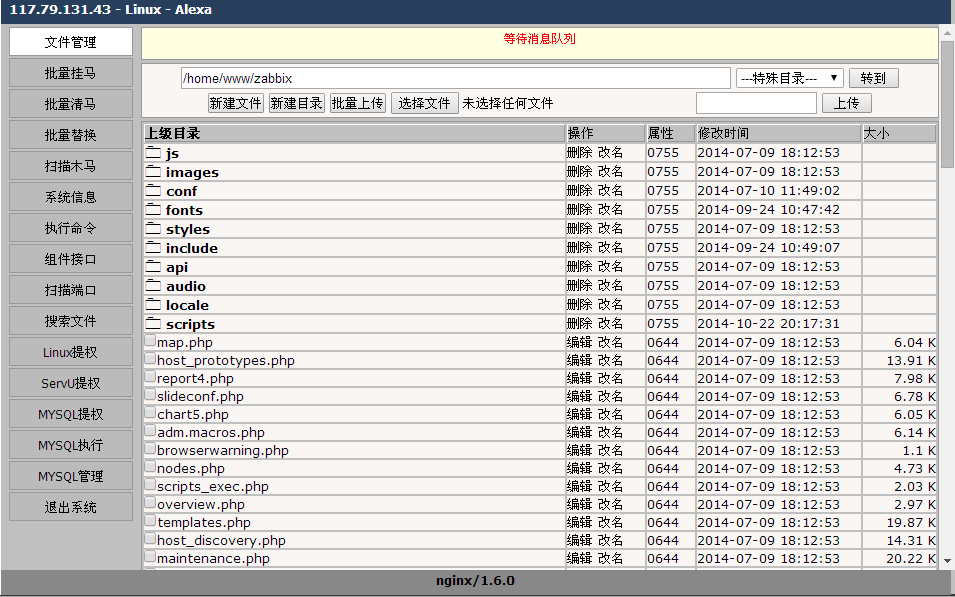 117.79.131.43 - Linux - Alexa
文件管理
批量挂马
批量清马
批量替换
扫描木马
系统信息
执行命令
组件接口
扫描端口
搜索文件
Linux提权
ServU提权
MYSQL提权
MYSQL执行
MYSQL管理
退出系统
等待消息队列
/home/www/zabbix ---特殊目录--- 转到
新建文件 新建目录 批量上传 选择文件 未选择任何文件 上传
上级目录 操作 属性 修改时间 大小
js 删除 改名 0755 2014-07-09 18:12:53
images 删除 改名 0755 2014-07-09 18:12:53
conf 删除 改名 0755 2014-07-10 11:49:02
fonts 删除 改名 0755 2014-09-24 10:47:42
styles 删除 改名 0755 2014-07-09 18:12:53
include 删除 改名 0755 2014-09-24 10:49:07
api 删除 改名 0755 2014-07-09 18:12:53
audio 删除 改名 0755 2014-07-09 18:12:53
locale 删除 改名 0755 2014-07-09 18:12:53
scripts 删除 改名 0755 2014-10-22 20:17:31
map.php 编辑 改名 0644 2014-07-09 18:12:53 6.04 K
host_prototypes.php 编辑 改名 0644 2014-07-09 18:12:53 13.91 K
report4.php 编辑 改名 0644 2014-07-09 18:12:53 7.98 K
slideconf.php 编辑 改名 0644 2014-07-09 18:12:53 6.78 K
chart5.php 编辑 改名 0644 2014-07-09 18:12:53 6.05 K
adm.macros.php 编辑 改名 0644 2014-07-09 18:12:53 6.14 K
browserwarning.php 编辑 改名 0644 2014-07-09 18:12:53 1.1 K
nodes.php 编辑 改名 0644 2014-07-09 18:12:53 4.73 K
scripts_exec.php 编辑 改名 0644 2014-07-09 18:12:53 2.03 K
overview.php 编辑 改名 0644 2014-07-09 18:12:53 2.97 K
templates.php 编辑 改名 0644 2014-07-09 18:12:53 19.87 K
host_discovery.php 编辑 改名 0644 2014-07-09 18:12:53 14.31 K
maintenance.php 编辑 改名 0644 2014-07-09 18:12:53 20.22 K
nginx/1.6.0